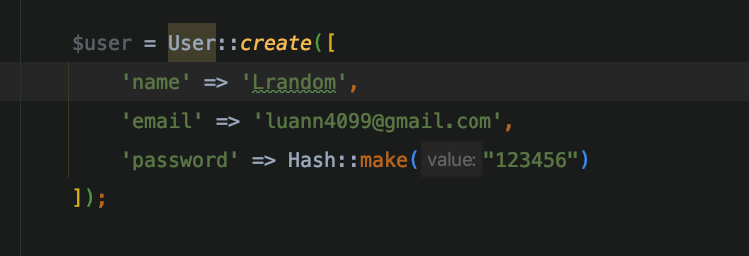 $user = User::create([
'name' => 'Lrandom',
'email' => 'luann4099@gmail.com',
'password' => Hash::make( value: "123456")
]);